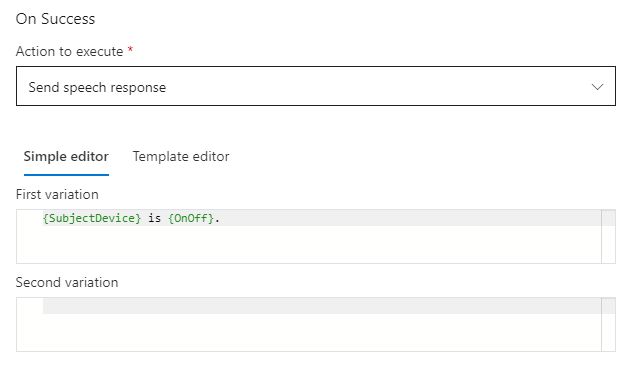 On Success
Action to execute *
Send speech response
Simple editor Template editor
First variation
{SubjectDevice} is {OnOff}.
Second variation